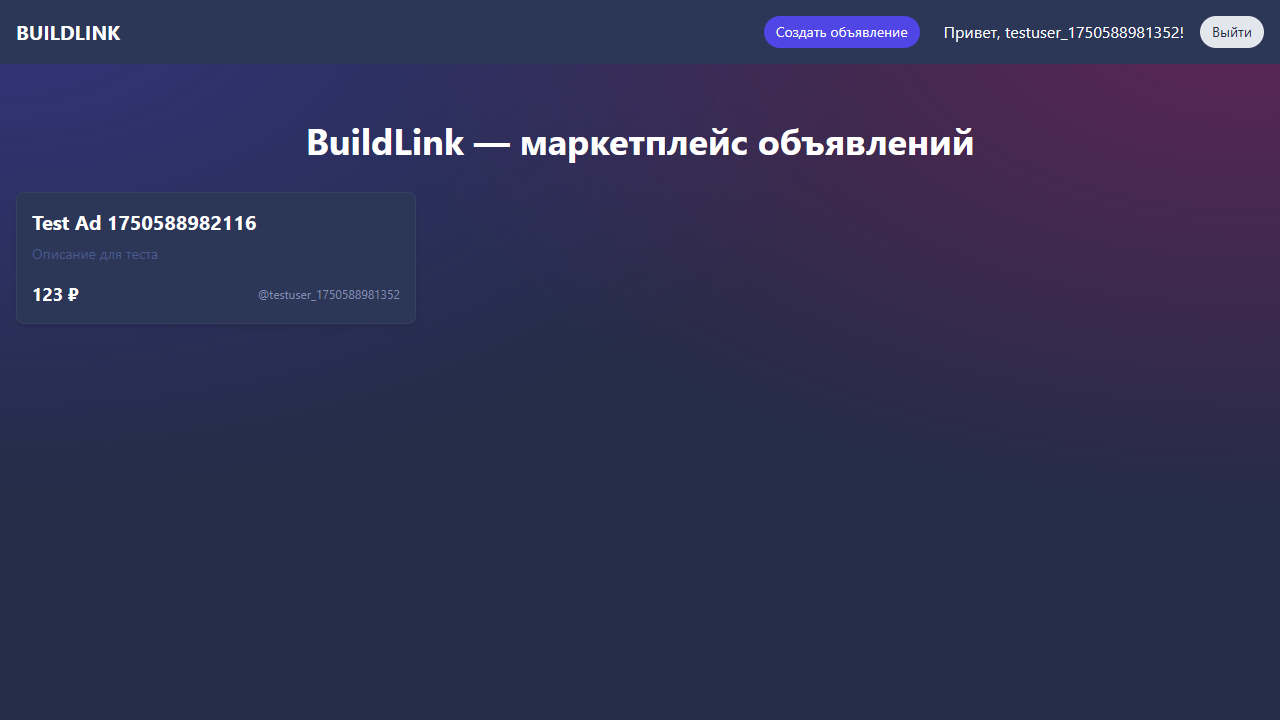 BUILDLINK
Создать объявление
Привет, testuser_1750588981352!
Выйти
BuildLink — маркетплейс объявлений
Test Ad 1750588982116
Описание для теста
123 ₽
@testuser_1750588981352